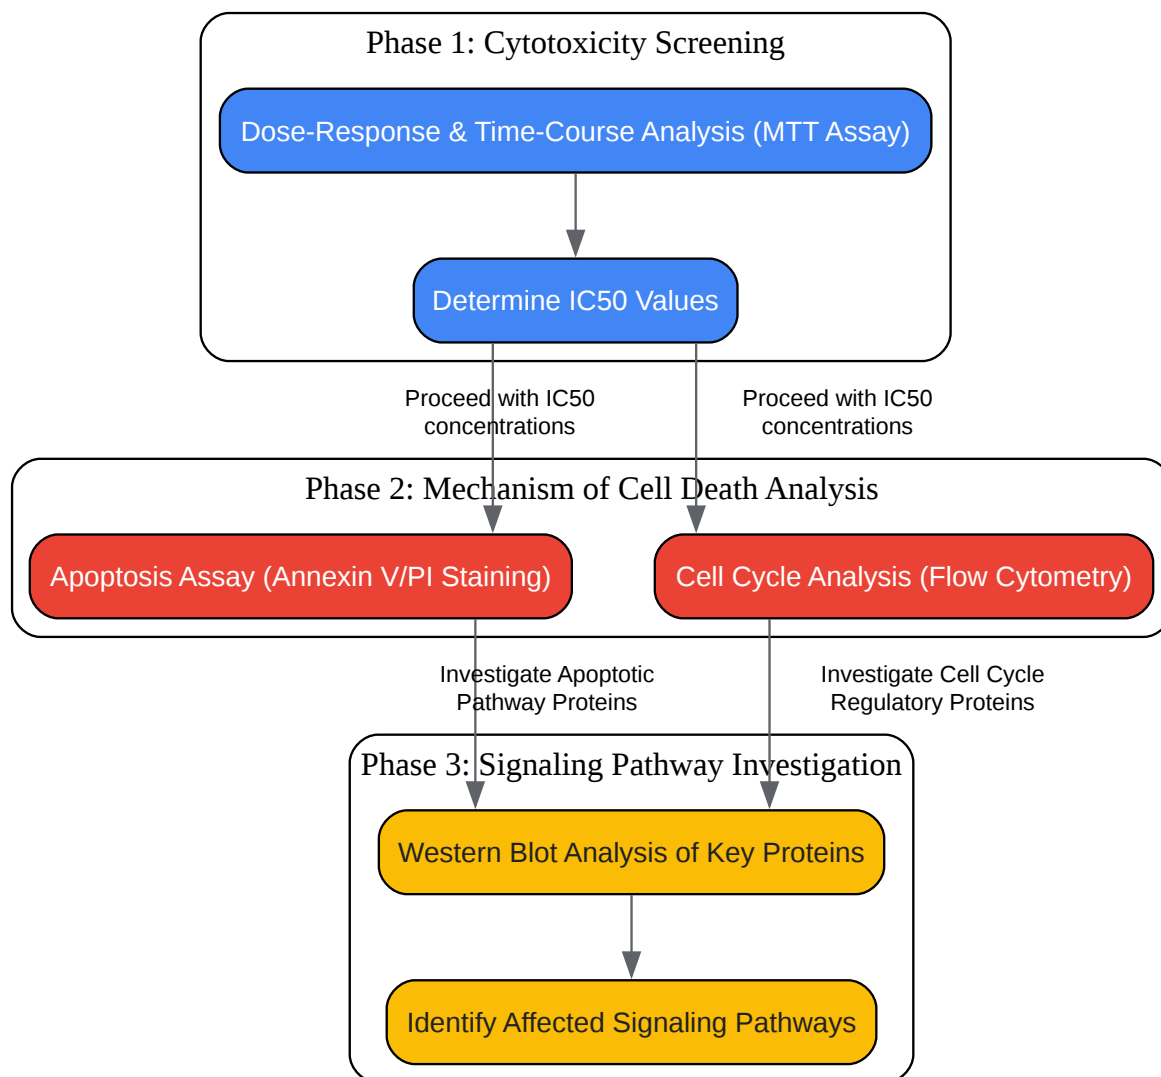 Phase 1: Cytotoxicity Screening
Dose-Response & Time-Course Analysis (MTT Assay)
Determine IC50 Values
Proceed with IC50
concentrations
Proceed with IC50
concentrations
Phase 2: Mechanism of Cell Death Analysis
Apoptosis Assay (Annexin V/PI Staining)
Cell Cycle Analysis (Flow Cytometry)
Investigate Apoptotic
Pathway Proteins
Investigate Cell Cycle
Regulatory Proteins
Phase 3: Signaling Pathway Investigation
Western Blot Analysis of Key Proteins
Identify Affected Signaling Pathways